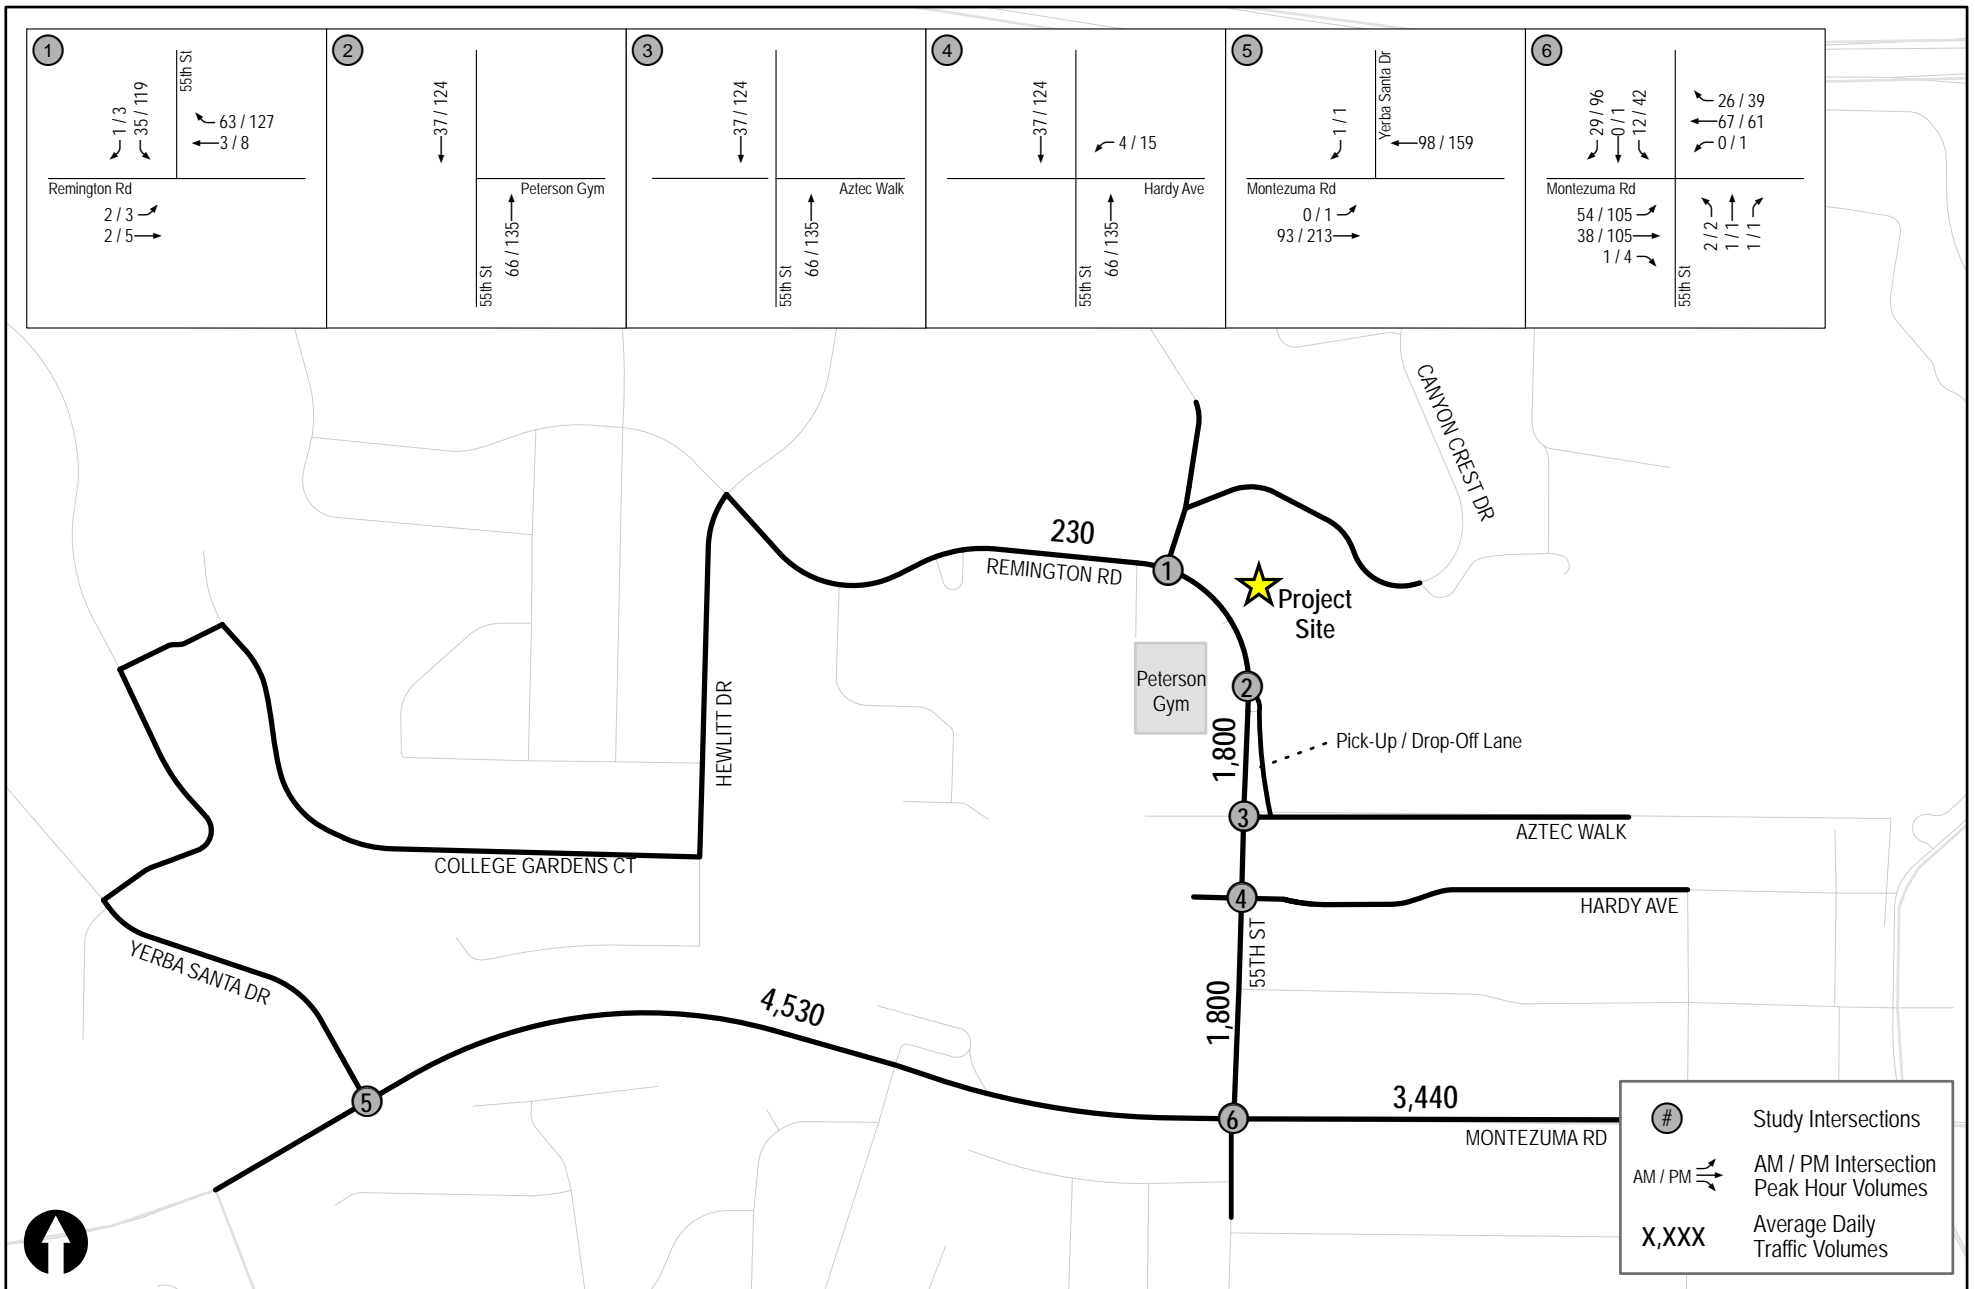 1
55th St
1 / 3
35 / 119
63 / 127
3 / 8
Remington Rd
2 / 3
2 / 5
2
37 / 124
Peterson Gym
66 / 135
55th St
3
37 / 124
Aztec Walk
66 / 135
55th St
4
37 / 124
4 / 15
Hardy Ave
66 / 135
55th St
5
Yerba Santa Dr
1 / 1
98 / 159
Montezuma Rd
0 / 1
93 / 213
6
29 / 96
0 / 1
12 / 42
26 / 39
67 / 61
0 / 1
Montezuma Rd
54 / 105
38 / 105
1 / 4
2 / 2
1 / 1
1 / 1
55th St
CANYON CREST DR
230
REMINGTON RD
1
Project
Site
Peterson
Gym
2
HEWLITT DR
1,800
Pick-Up / Drop-Off Lane
3
AZTEC WALK
COLLEGE GARDENS CT
4
HARDY AVE
55TH ST
YERBA SANTA DR
4,530
1,800
5
6
3,440
MONTEZUMA RD
#
Study Intersections
AM / PM
AM / PM Intersection
Peak Hour Volumes
X,XXX
Average Daily
Traffic Volumes